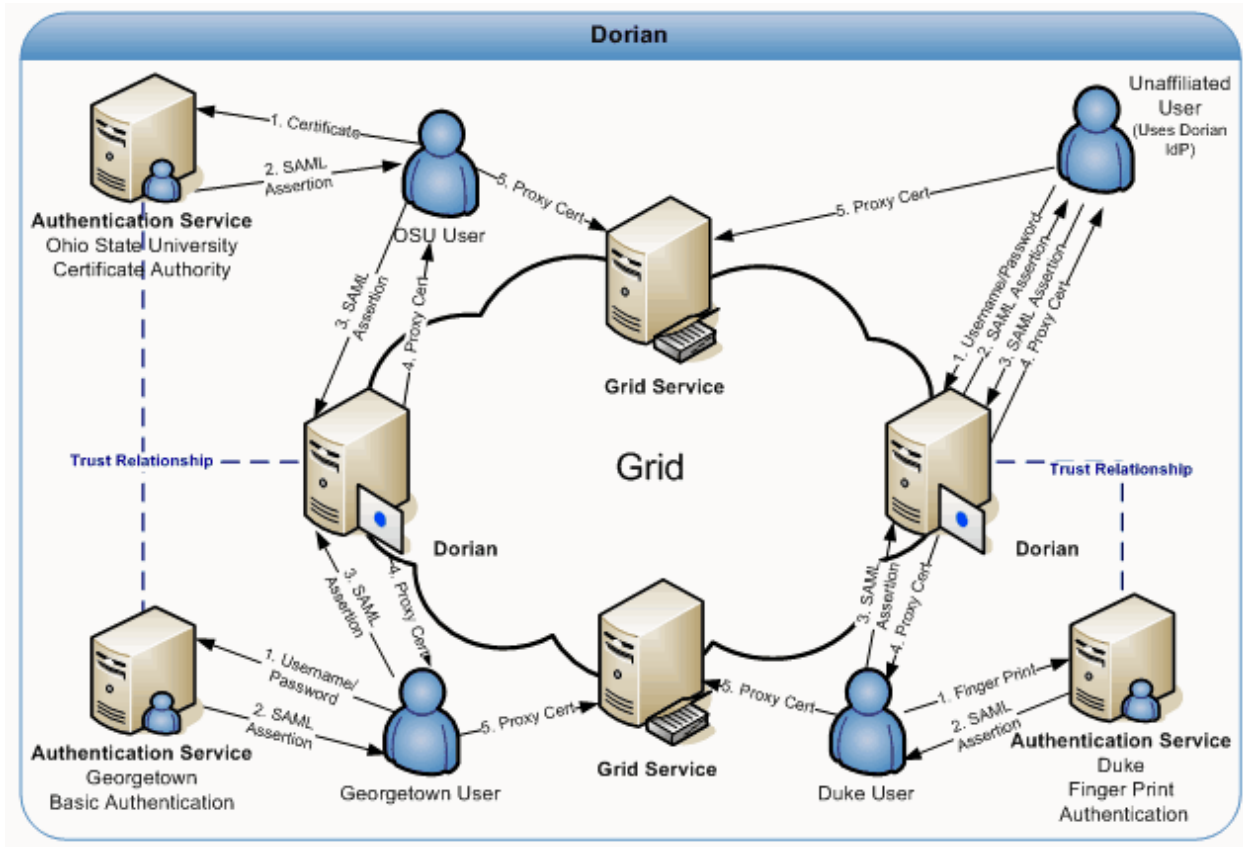 Dorian
1. Certificate
2. SAML
Assertion
Authentication Service
Ohio State University
Certificate Authority
OSU User
5. Proxy Cert
3. SAML
Assertion
4. Proxy Cert
Grid Service
Unaffiliated
User
(Uses Dorian
IdP)
5. Proxy Cert
1. Username/Password
2. SAML Assertion
3. SAML Assertion
4. Proxy Cert
Trust Relationship
Grid
Trust Relationship
Dorian
Dorian
3. SAML
Assertion
4. Proxy Cert
1. Username/
Password
2. SAML
Assertion
5. Proxy Cert
Authentication Service
Georgetown
Basic Authentication
Georgetown User
Grid Service
3. SAML
Assertion
4. Proxy Cert
5. Proxy Cert
1. Finger Print
2. SAML
Assertion
Duke User
Authentication Service
Duke
Finger Print
Authentication